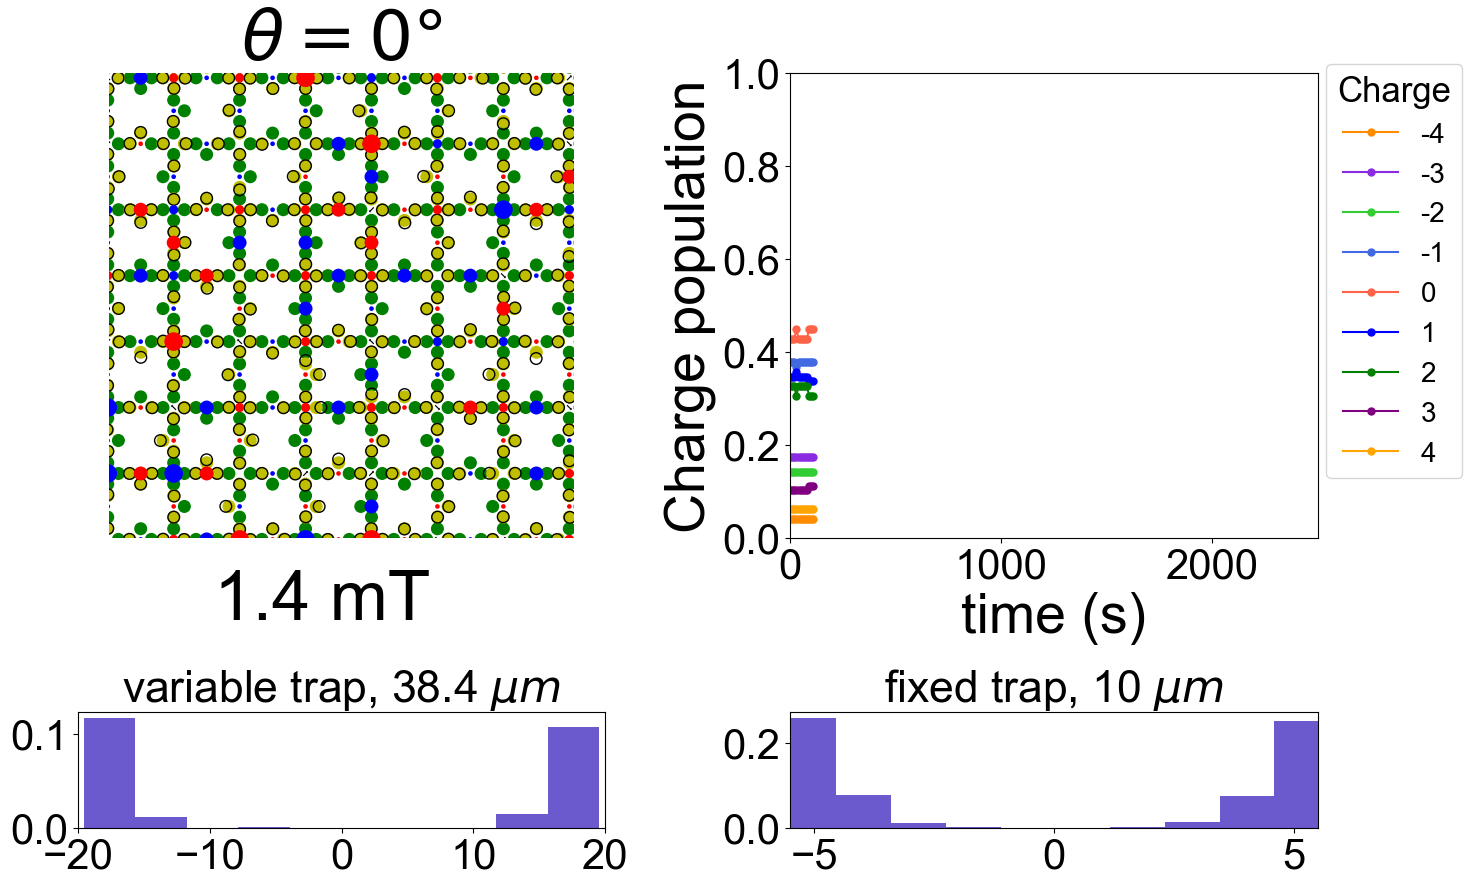 θ = 0°
1.4 mT
Charge population
1.0
0.8
0.6
0.4
0.2
0.0
0 1000 2000
time (s)
Charge
-4
-3
-2
-1
0
1
2
3
4
variable trap, 38.4 μm
0.1
0.0
−20 −10 0 10 20
fixed trap, 10 μm
0.2
0.0
−5 0 5